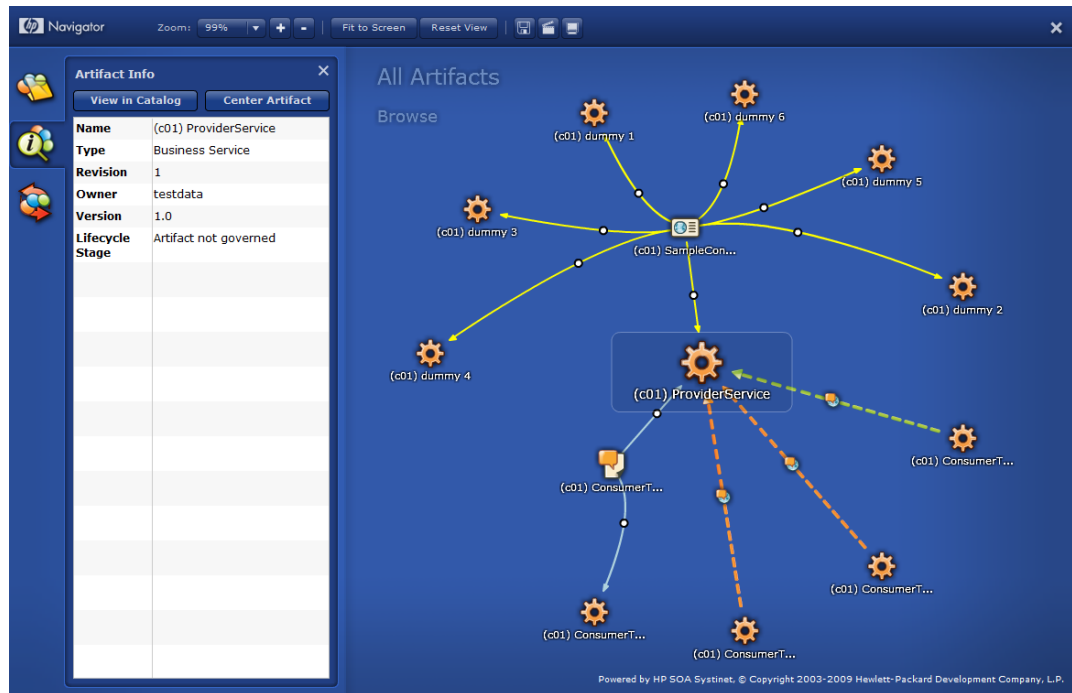 hp Navigator Zoom: 99% + - Fit to Screen Reset View
Artifact Info
View in Catalog Center Artifact
Name (c01) ProviderService
Type Business Service
Revision 1
Owner testdata
Version 1.0
Lifecycle Artifact not governed
Stage
All Artifacts
Browse
(c01) dummy 6
(c01) dummy 1
(c01) dummy 5
(c01) dummy 3
(c01) SampleCon...
(c01) dummy 2
(c01) dummy 4
(c01) ProviderService
(c01) ConsumerT...
(c01) ConsumerT...
(c01) ConsumerT...
(c01) ConsumerT...
(c01) ConsumerT...
Powered by HP SOA Systinet, © Copyright 2003-2009 Hewlett-Packard Development Company, L.P.